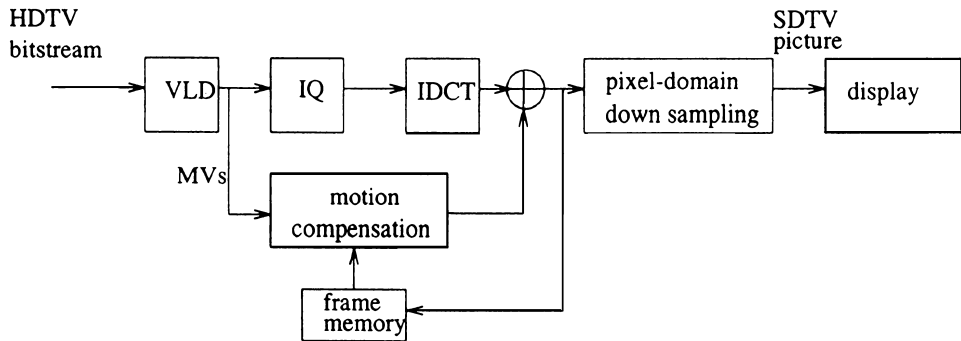 HDTV
bitstream
VLD
IQ
IDCT
pixel-domain
down sampling
SDTV
picture
display
MVs
motion
compensation
frame
memory